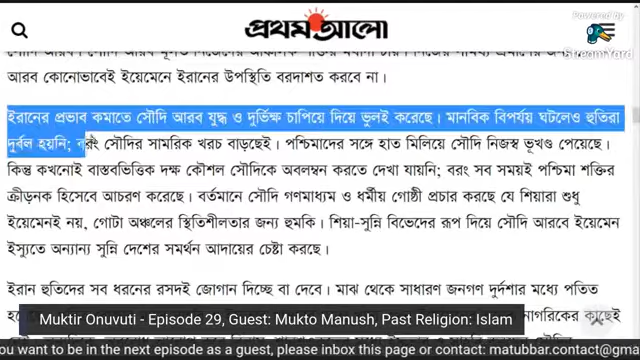 প্রথম আলো
Powered by
StreamYard
আরব কোনোভাবেই ইয়েমেনে ইরানের উপস্থিতি বরদাশত করবে না।
ইরানের প্রভাব কমাতে সৌদি আরব যুদ্ধ ও দুর্ভিক্ষ চাপিয়ে দিয়ে ভুলই করেছে। মানবিক বিপর্যয় ঘটলেও হুতিরা
দুর্বল হয়নি; বরং সৌদির সামরিক খরচ বাড়ছেই। পশ্চিমাদের সঙ্গে হাত মিলিয়ে সৌদি নিজস্ব ভূখণ্ড পেয়েছে।
কিন্তু কখনোই বাস্তবভিত্তিক দক্ষ কৌশল সৌদিকে অবলম্বন করতে দেখা যায়নি; বরং সব সময়ই পশ্চিমা শক্তির
ক্রীড়নক হিসেবে আচরণ করেছে। বর্তমানে সৌদি গণমাধ্যম ও ধর্মীয় গোষ্ঠী প্রচার করছে যে শিয়ারা শুধু
ইয়েমেনই নয়, গোটা অঞ্চলের স্থিতিশীলতার জন্য হুমকি। শিয়া-সুন্নি বিভেদের রূপ দিয়ে সৌদি আরবে ইয়েমেন
ইস্যুতে অন্যান্য সুন্নি দেশের সমর্থন আদায়ের চেষ্টা করছে।
ইরান হুতিদের সব ধরনের রসদই জোগান দিচ্ছে বা দেবে। মাঝ থেকে সাধারণ জনগণ দুর্দশার মধ্যে পতিত
নাগরিকের কাছেই
Muktir Onuvuti - Episode 29, Guest: Mukto Manush, Past Religion: Islam
ou want to be in the next episode as a guest, please inbox this page or contact: matubbar.contact@gma